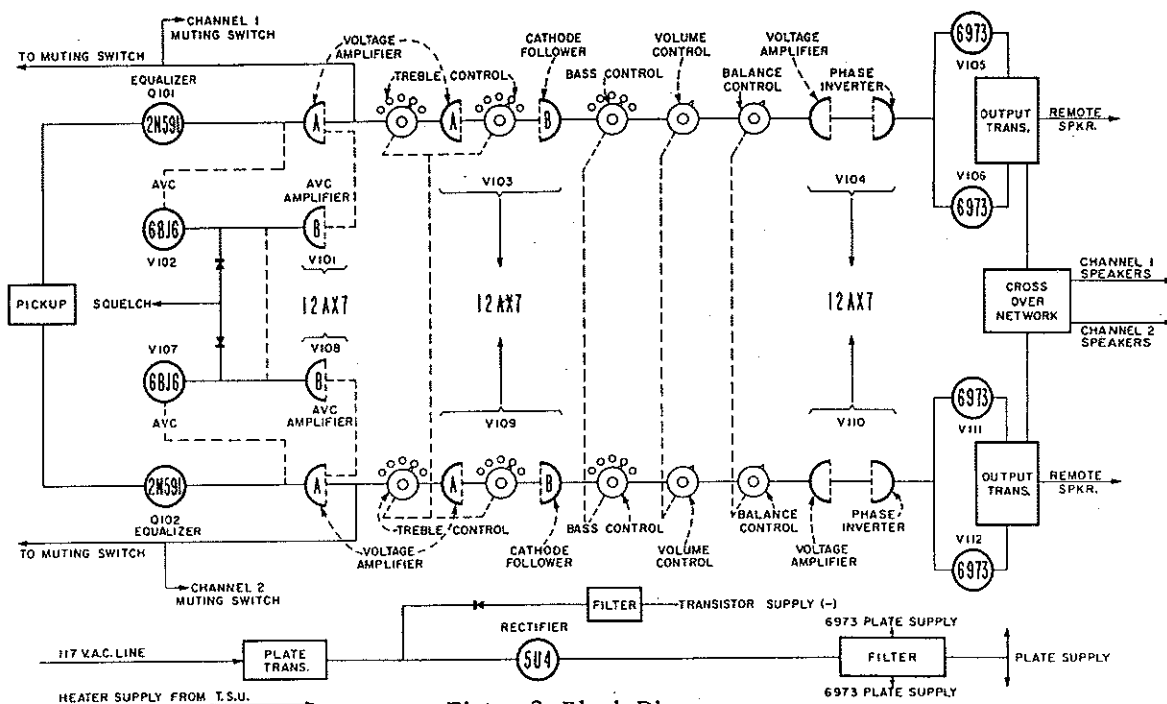 CHANNEL 1
MUTING SWITCH
TO MUTING SWITCH
EQUALIZER
Q101
2N591
VOLTAGE
AMPLIFIER
A
TREBLE CONTROL
A
CATHODE
FOLLOWER
B
BASS CONTROL
VOLUME
CONTROL
BALANCE
CONTROL
VOLTAGE
AMPLIFIER
PHASE
INVERTER
6973
V105
OUTPUT
TRANS.
REMOTE
SPKR.
V106
6973
AVC
6BJ6
V102
AVC
AMPLIFIER
B
V101
V103
V104
PICKUP
SQUELCH
12AX7
12AX7
12AX7
CROSS
OVER
NETWORK
CHANNEL 1
SPEAKERS
CHANNEL 2
SPEAKERS
V107
6BJ6
AVC
V108
B
AVC
AMPLIFIER
V109
V110
6973
V111
2N591
Q102
EQUALIZER
A
A
B
TREBLE CONTROL
VOLTAGE
AMPLIFIER
CATHODE
FOLLOWER
BASS CONTROL
VOLUME
CONTROL
BALANCE
CONTROL
VOLTAGE
AMPLIFIER
PHASE
INVERTER
OUTPUT
TRANS.
REMOTE
SPKR.
V112
6973
TO MUTING SWITCH
CHANNEL 2
MUTING SWITCH
FILTER
TRANSISTOR SUPPLY (-)
117 V.A.C. LINE
PLATE
TRANS.
RECTIFIER
5U4
6973 PLATE SUPPLY
FILTER
PLATE SUPPLY
6973 PLATE SUPPLY
HEATER SUPPLY FROM T.S.U.